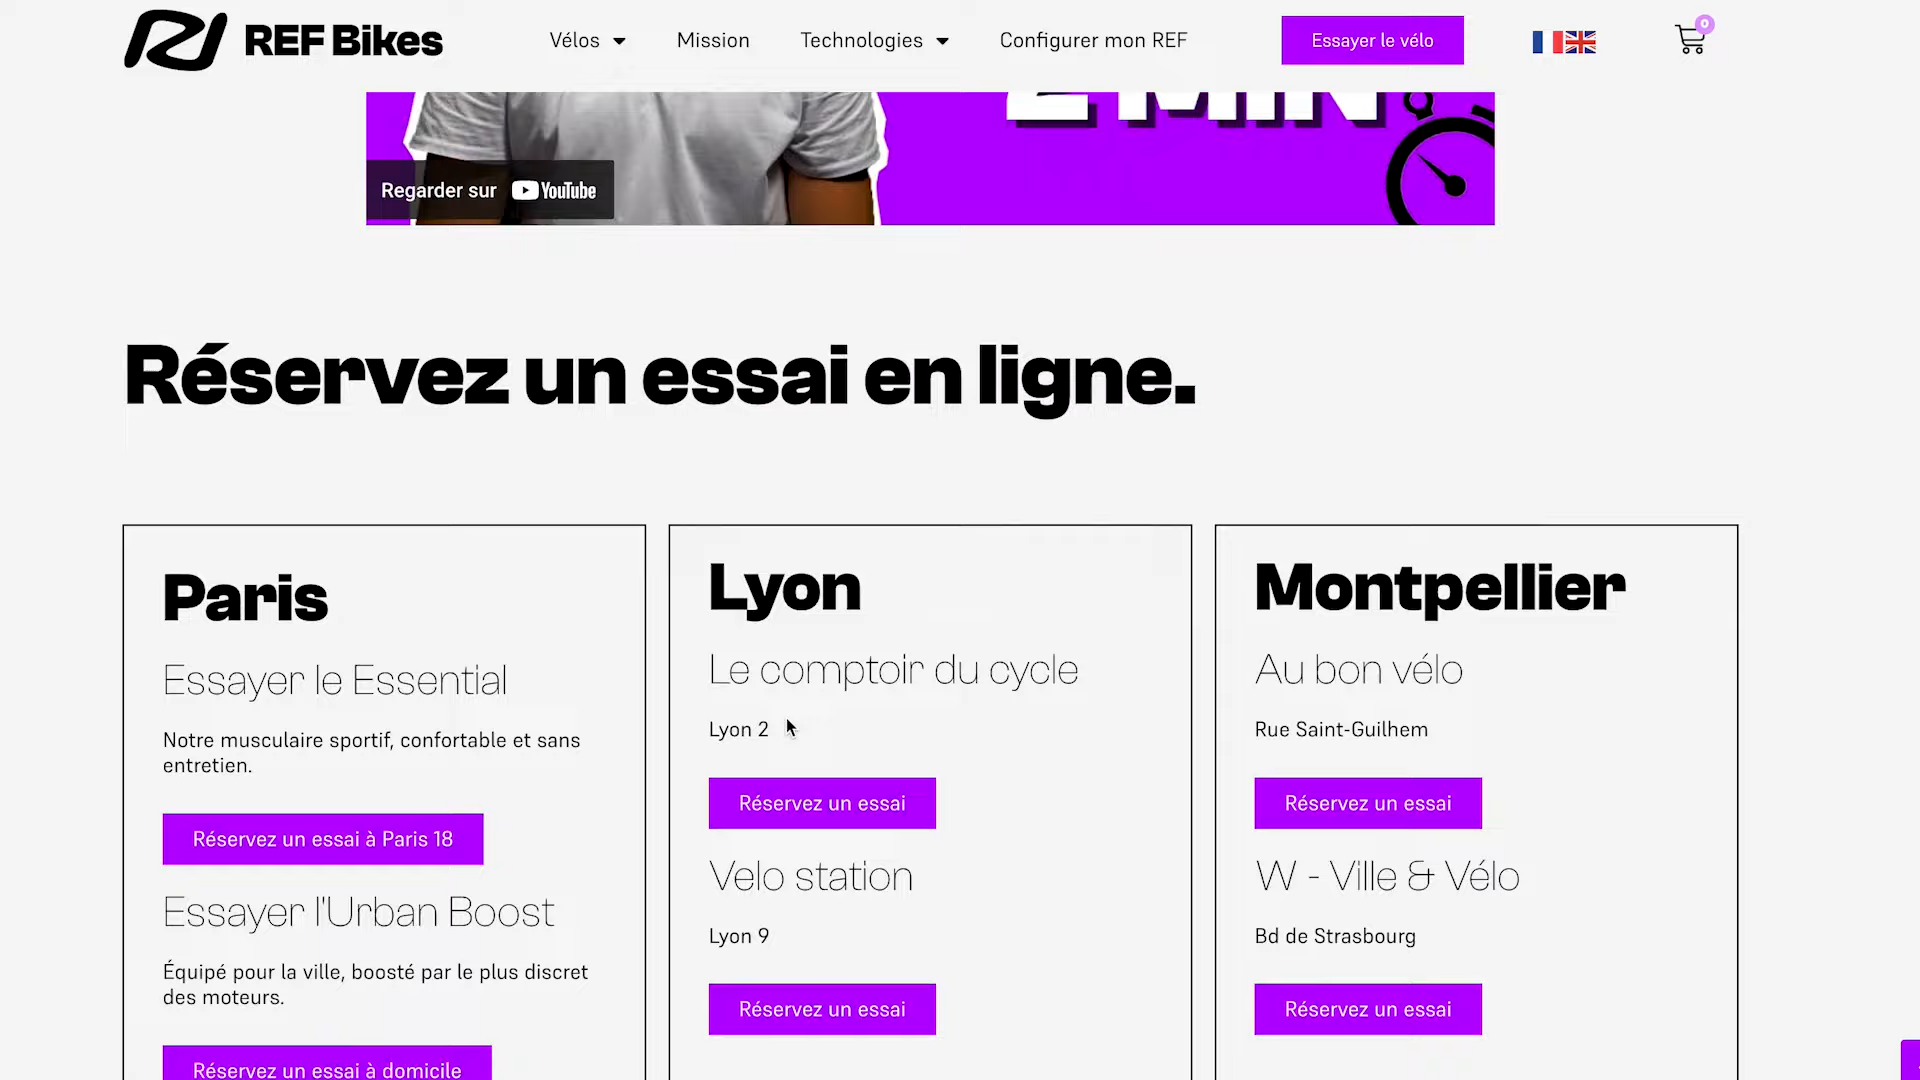 REF Bikes
Vélos
Mission
Technologies
Configurer mon REF
Essayer le vélo
0
2 MIN
Regarder sur YouTube
Réservez un essai en ligne.
Paris
Essayer le Essential
Notre musculaire sportif, confortable et sans
entretien.
Réservez un essai à Paris 18
Essayer l'Urban Boost
Équipé pour la ville, boosté par le plus discret
des moteurs.
Réservez un essai à domicile
Lyon
Le comptoir du cycle
Lyon 2
Réservez un essai
Velo station
Lyon 9
Réservez un essai
Montpellier
Au bon vélo
Rue Saint-Guilhem
Réservez un essai
W - Ville & Vélo
Bd de Strasbourg
Réservez un essai